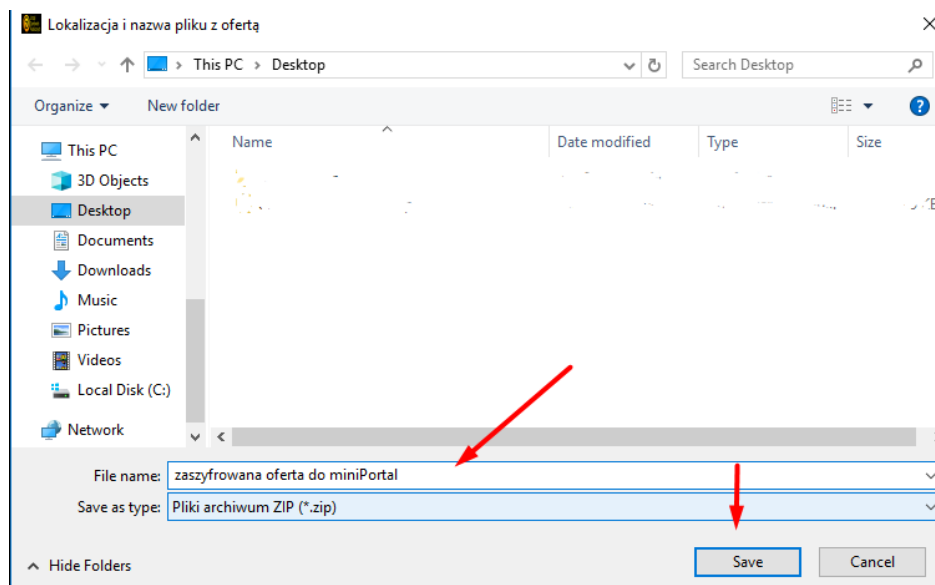 Lokalizacja i nazwa pliku z ofertą
This PC > Desktop
Search Desktop
Organize
New folder
Name
Date modified
Type
Size
This PC
3D Objects
Desktop
Documents
Downloads
Music
Pictures
Videos
Local Disk (C:)
Network
File name: zaszyfrowana oferta do miniPortal
Save as type: Pliki archiwum ZIP (*.zip)
Hide Folders
Save
Cancel